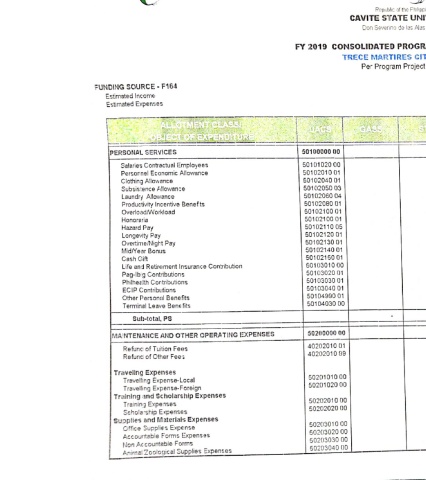 Republic of the Philipp
CAVITE STATE UNI
Don Severino de las Alas
FY 2019 CONSOLIDATED PROGR
TRECE MARTIRES CIT
Per Program Project
FUNDING SOURCE - F164
Estimated Income
Estimated Expenses
ALLOTMENT CLASS/ UACS GASS
OBJECT OF EXPENDITURE
PERSONAL SERVICES 50100000 00
Salaries Contractual Employees 50101020 00
Personnel Economic Allowance 50102010 01
Clothing Allowance 50102040 01
Subsistence Allowance 50102050 03
Laundry Allowance 50102060 04
Productivity Incentive Benefits 50102080 01
Overload/Workload 50102100 01
Honoraria 50102100 01
Hazard Pay 50102110 05
Longevity Pay 50102120 01
Overtime/Night Pay 50102130 01
Mid/Year Bonus 50102140 01
Cash Gift 50102150 01
Life and Retirement Insurance Contribution 50103010 00
Pag-ibig Contributions 50103020 01
Philhealth Contributions 50103030 01
ECIP Contributions 50103040 01
Other Personal Benefits 50104990 01
Terminal Leave Benefits 50104030 00
Sub-total, PS -
MAINTENANCE AND OTHER OPERATING EXPENSES 50200000 00
Refund of Tuition Fees 40202010 01
Refund of Other Fees 40202010 99
Traveling Expenses
Travelling Expense-Local 50201010 00
Travelling Expense-Foreign 50201020 00
Training and Scholarship Expenses
Training Expenses 50202010 00
Scholarship Expenses 50202020 00
Supplies and Materials Expenses
Office Supplies Expense 50203010 00
Accountable Forms Expenses 50203020 00
Non Accountable Forms 50203030 00
Animal/Zoological Supplies Expenses 50203040 00